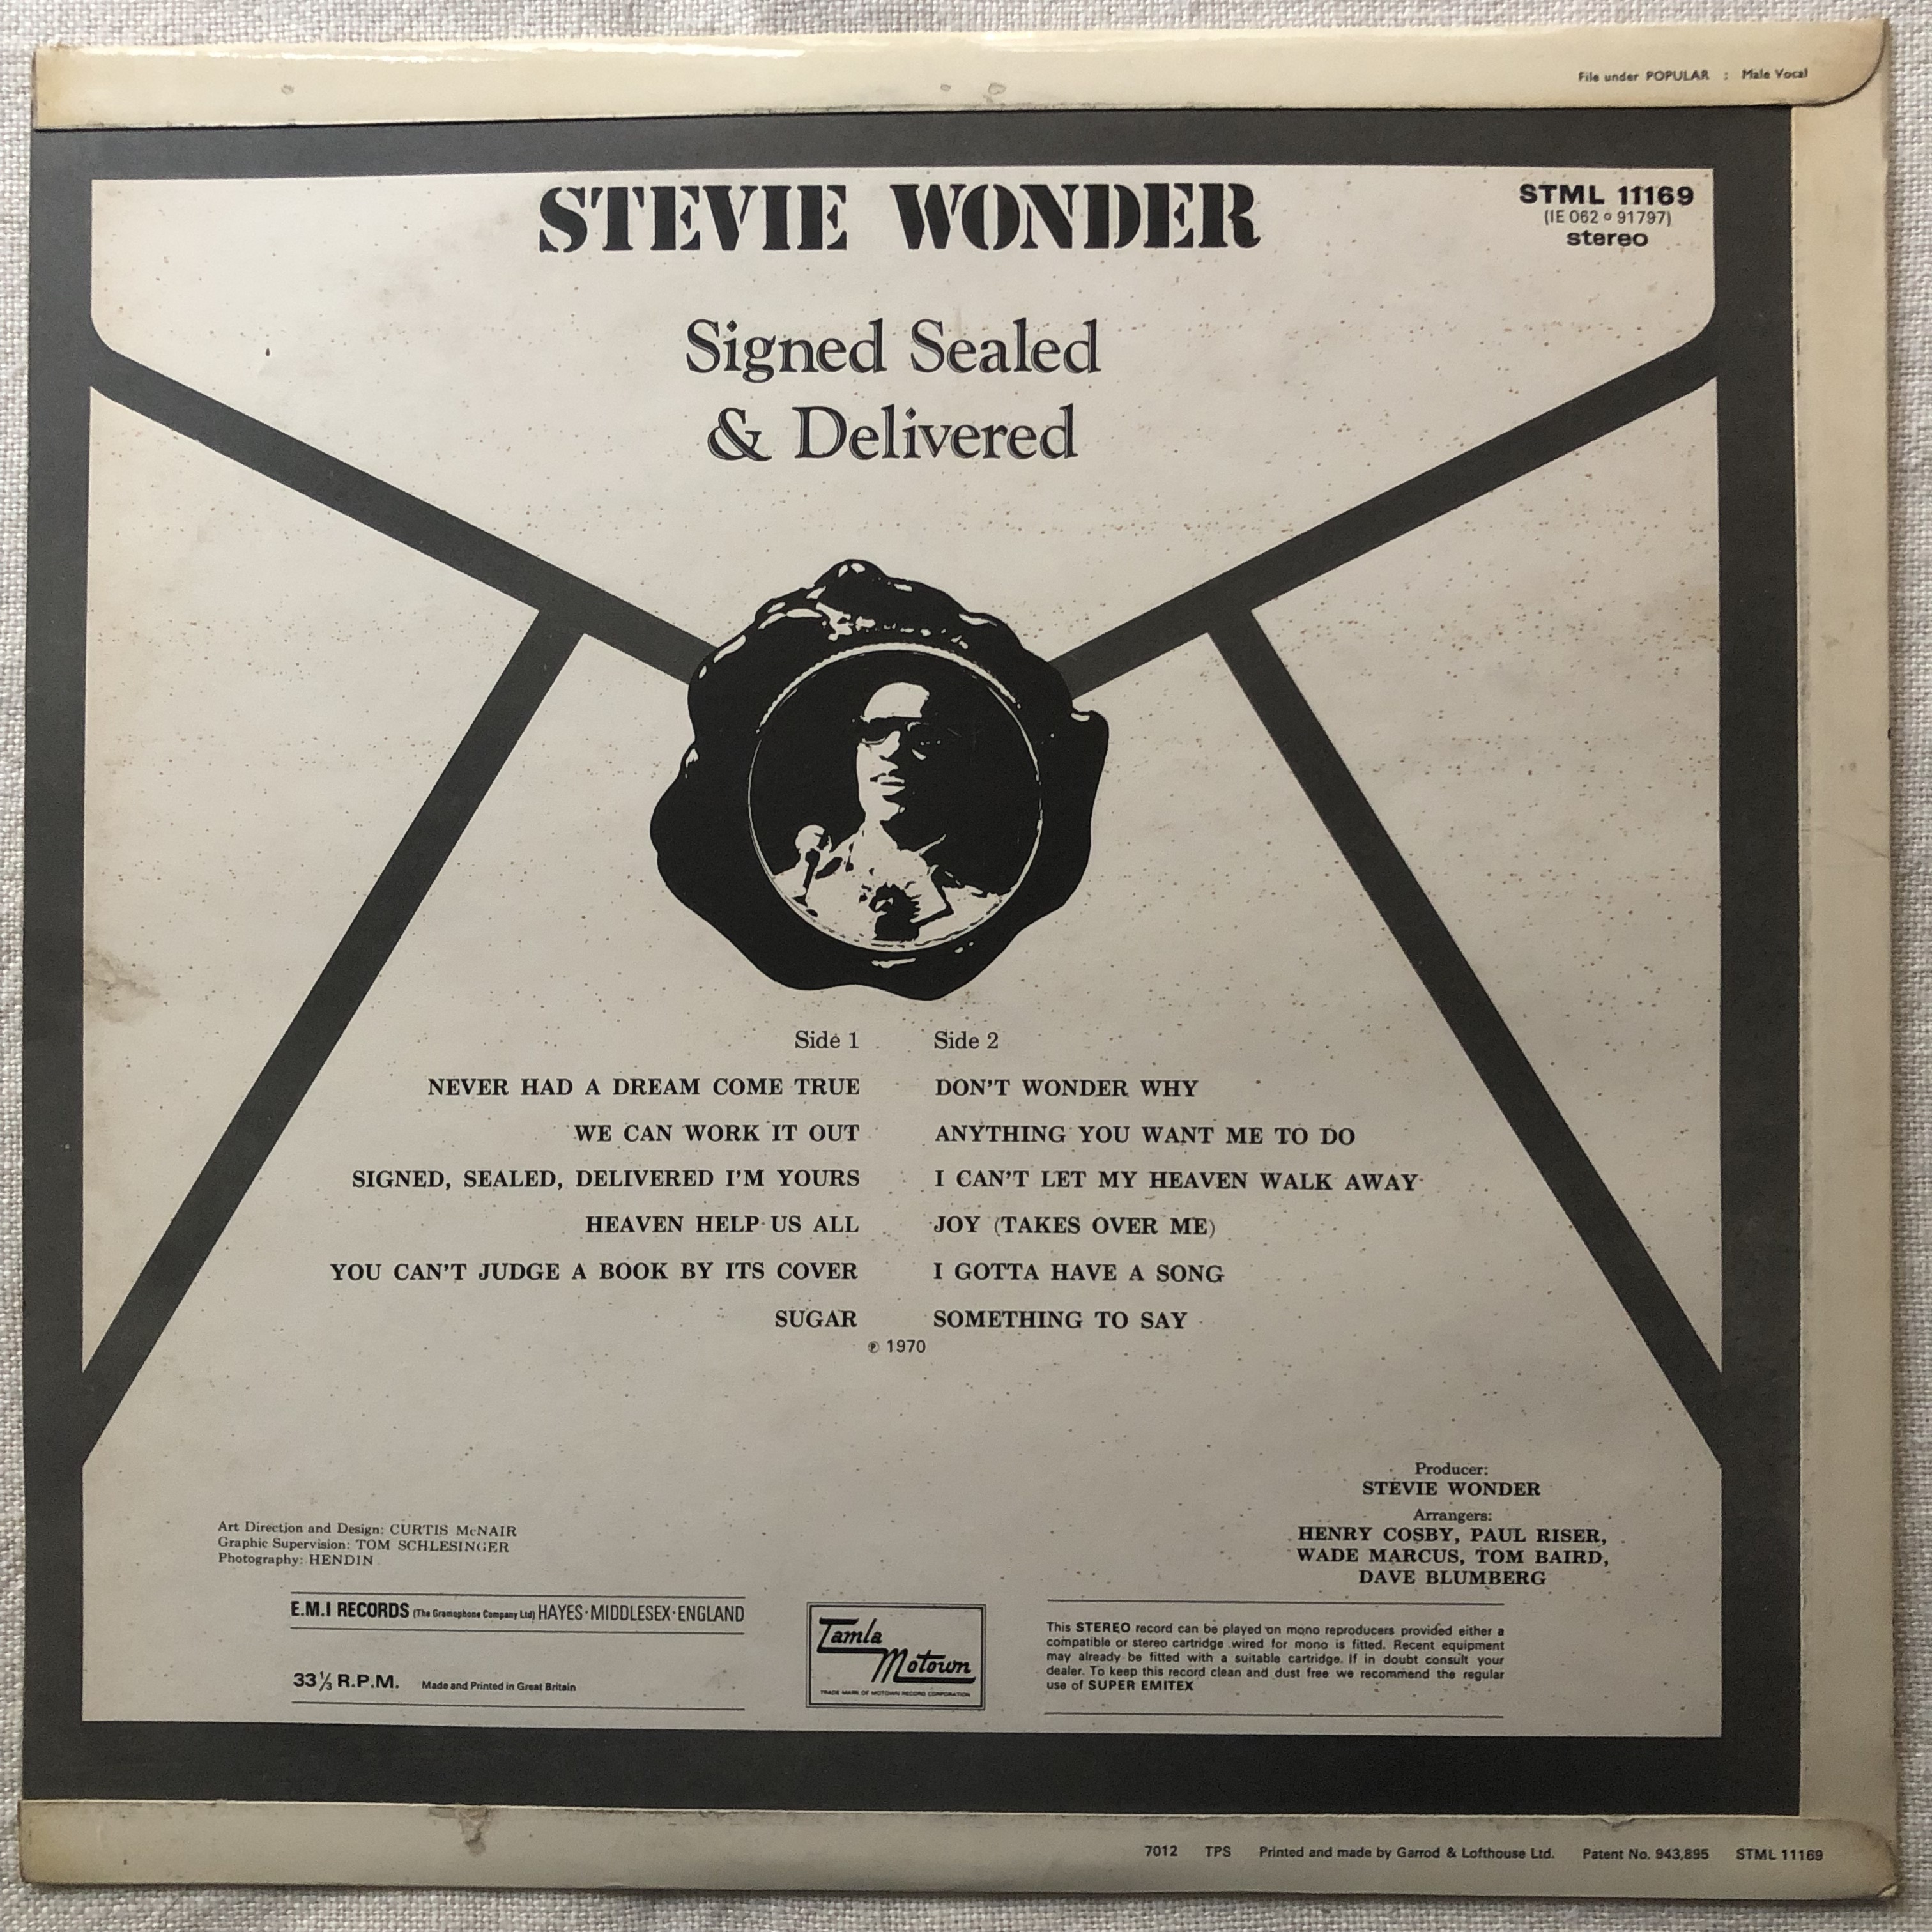 File under POPULAR : Male Vocal
STEVIE WONDER
STML 11169
(IE 062 o 91797)
stereo
Signed Sealed
& Delivered
Side 1
NEVER HAD A DREAM COME TRUE
WE CAN WORK IT OUT
SIGNED, SEALED, DELIVERED I'M YOURS
HEAVEN HELP US ALL
YOU CAN'T JUDGE A BOOK BY ITS COVER
SUGAR
Side 2
DON'T WONDER WHY
ANYTHING YOU WANT ME TO DO
I CAN'T LET MY HEAVEN WALK AWAY
JOY (TAKES OVER ME)
I GOTTA HAVE A SONG
SOMETHING TO SAY
℗ 1970
Producer:
STEVIE WONDER
Arrangers:
HENRY COSBY, PAUL RISER,
WADE MARCUS, TOM BAIRD,
DAVE BLUMBERG
Art Direction and Design: CURTIS McNAIR
Graphic Supervision: TOM SCHLESINGER
Photography: HENDIN
E.M.I RECORDS (The Gramophone Company Ltd) HAYES·MIDDLESEX·ENGLAND
33⅓ R.P.M. Made and Printed in Great Britain
Tamla
Motown
TRADE MARK OF MOTOWN RECORD CORPORATION
This STEREO record can be played on mono reproducers provided either a
compatible or stereo cartridge wired for mono is fitted. Recent equipment
may already be fitted with a suitable cartridge. If in doubt consult your
dealer. To keep this record clean and dust free we recommend the regular
use of SUPER EMITEX
7012 TPS Printed and made by Garrod & Lofthouse Ltd. Patent No. 943,895 STML 11169